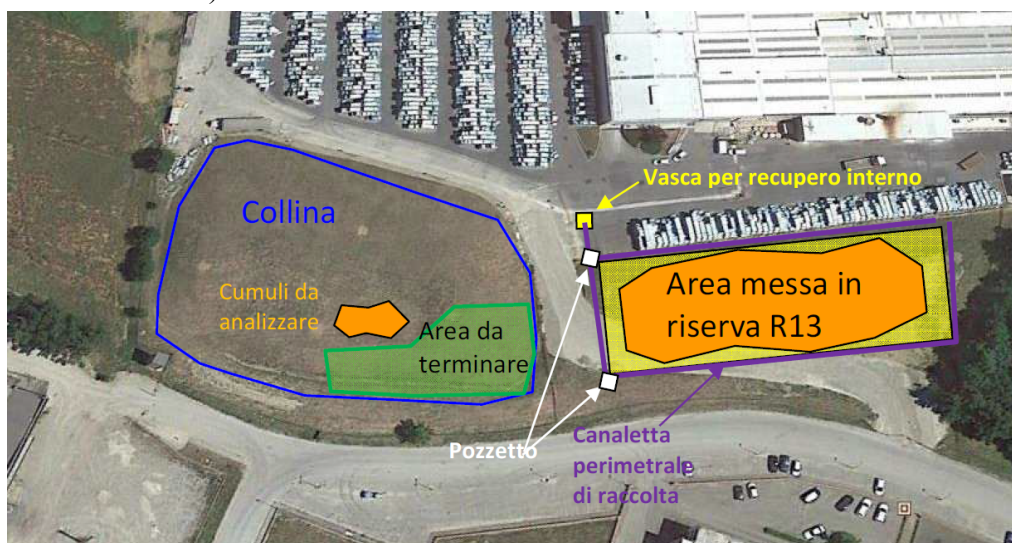 Vasca per recupero interno
Collina
Cumuli da
analizzare
Area da
terminare
Area messa in
riserva R13
Pozzetto
Canaletta
perimetrale
di raccolta